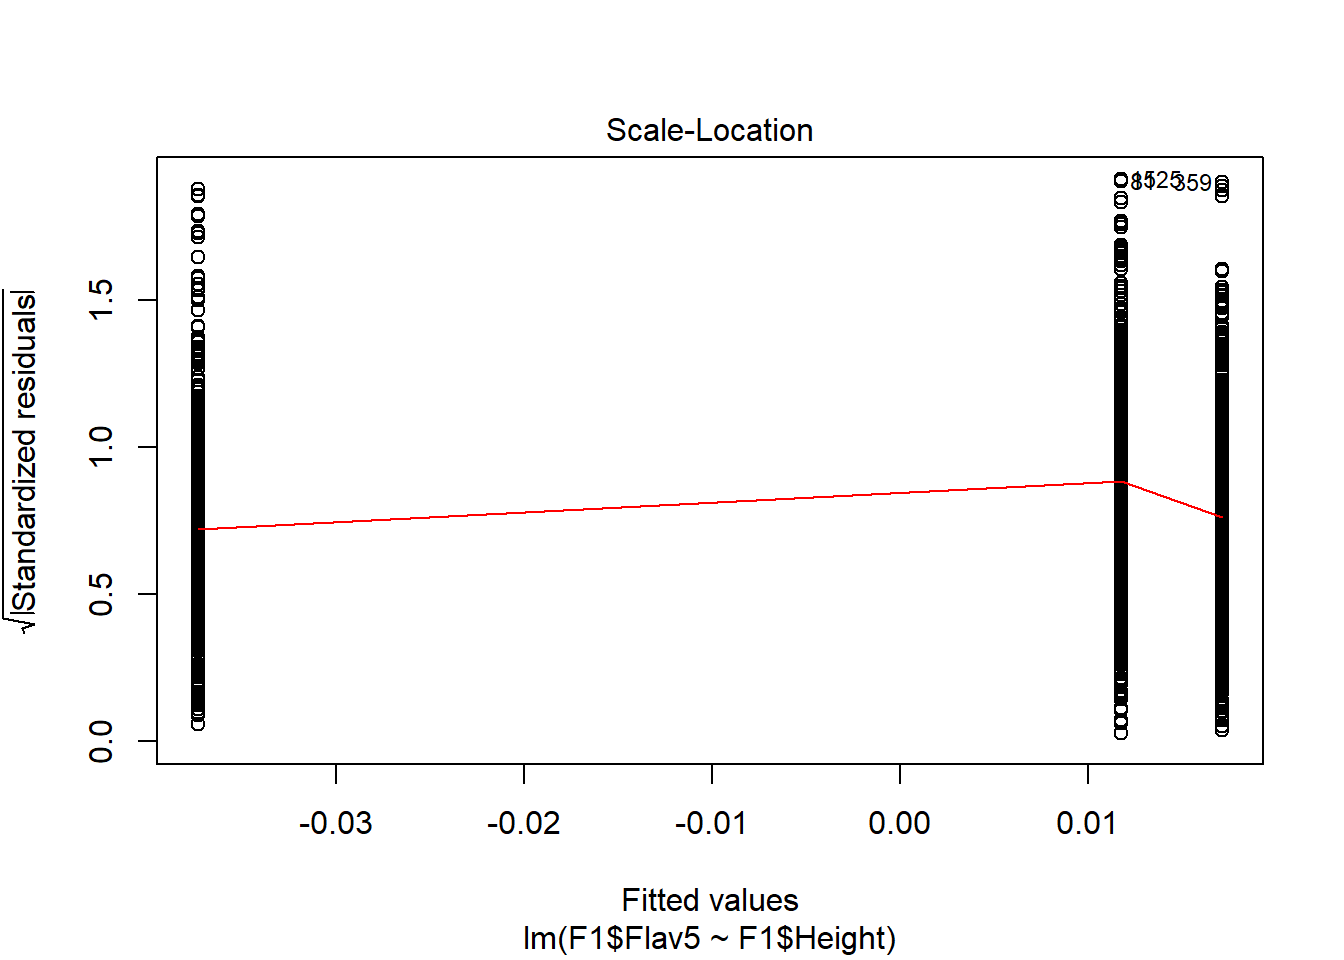 Scale-Location
359
√|Standardized residuals|
1.5
1.0
0.5
0.0
-0.03 -0.02 -0.01 0.00 0.01
Fitted values
lm(F1$Flav5 ~ F1$Height)